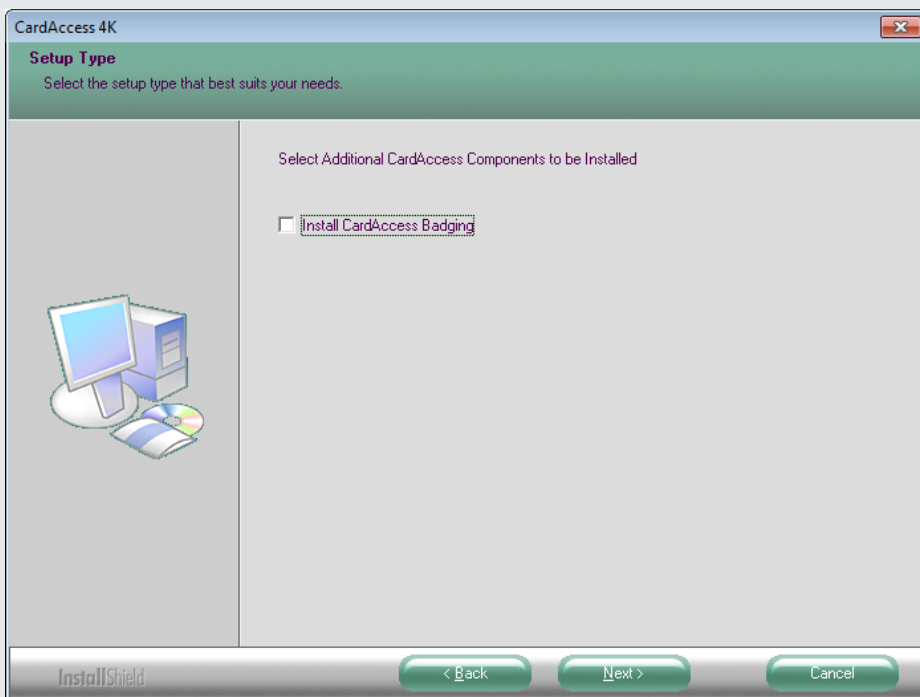 CardAccess 4K
Setup Type
Select the setup type that best suits your needs.
Select Additional CardAccess Components to be Installed
Install CardAccess Badging
InstallShield
< Back
Next >
Cancel